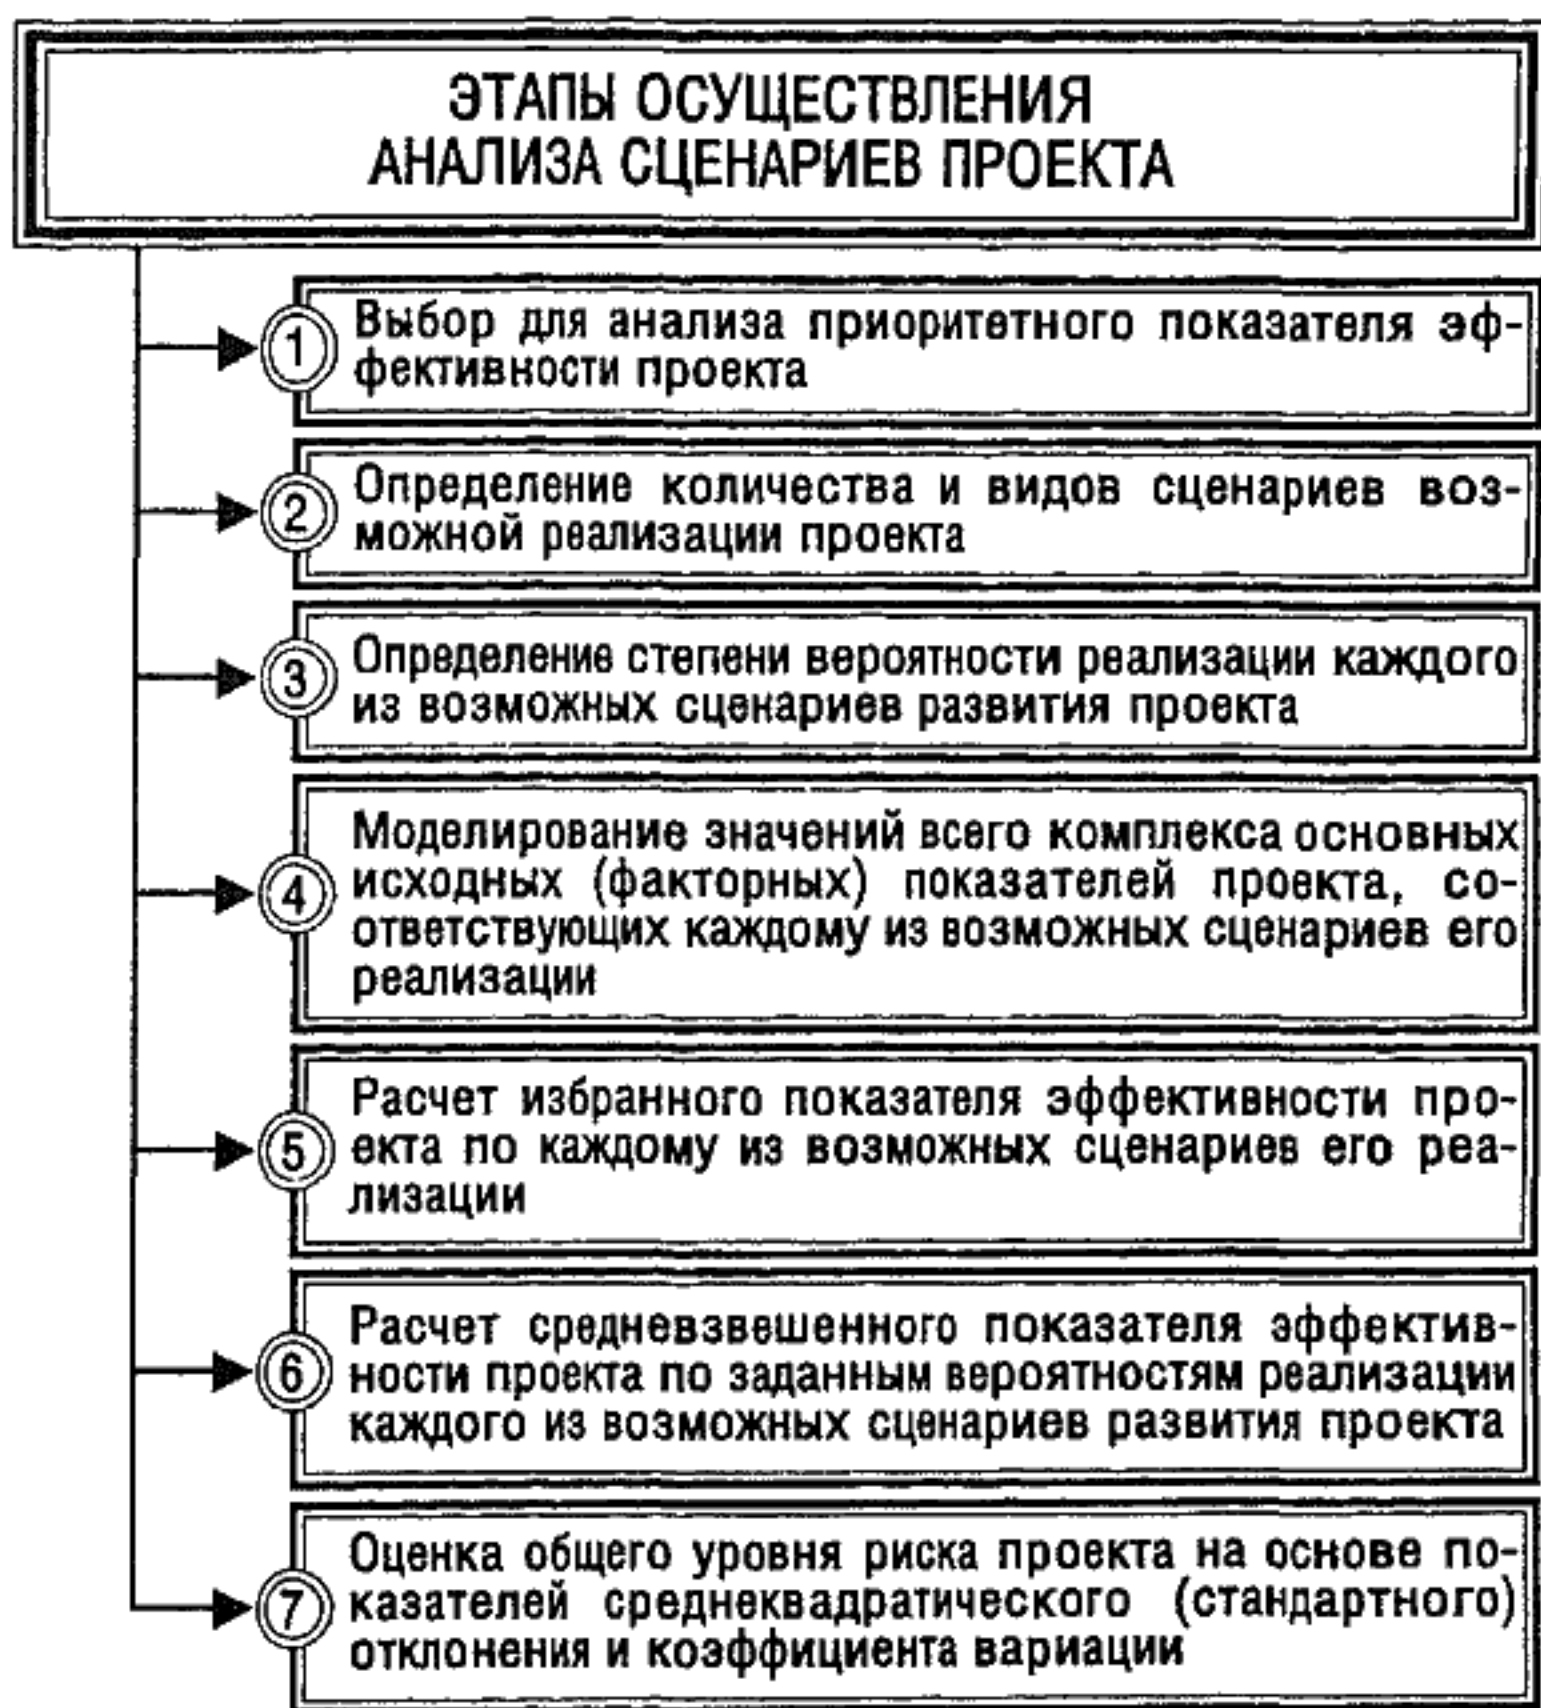 ЭТАПЫ ОСУЩЕСТВЛЕНИЯ
АНАЛИЗА СЦЕНАРИЕВ ПРОЕКТА
1 Выбор для анализа приоритетного показателя эф-
фективности проекта
2 Определение количества и видов сценариев воз-
можной реализации проекта
3 Определение степени вероятности реализации каждого
из возможных сценариев развития проекта
Моделирование значений всего комплекса основных
4 исходных (факторных) показателей проекта, со-
ответствующих каждому из возможных сценариев его
реализации
Расчет избранного показателя эффективности про-
5 екта по каждому из возможных сценариев его реа-
лизации
Расчет средневзвешенного показателя эффектив-
6 ности проекта по заданным вероятностям реализации
каждого из возможных сценариев развития проекта
Оценка общего уровня риска проекта на основе по-
7 казателей среднеквадратического (стандартного)
отклонения и коэффициента вариации